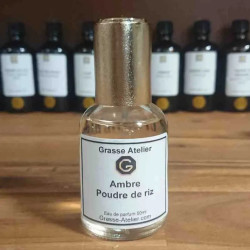 Grasse Atelier
G
Ambre
Poudre de riz
Eau de parfum 50ml
Grasse-Atelier.com